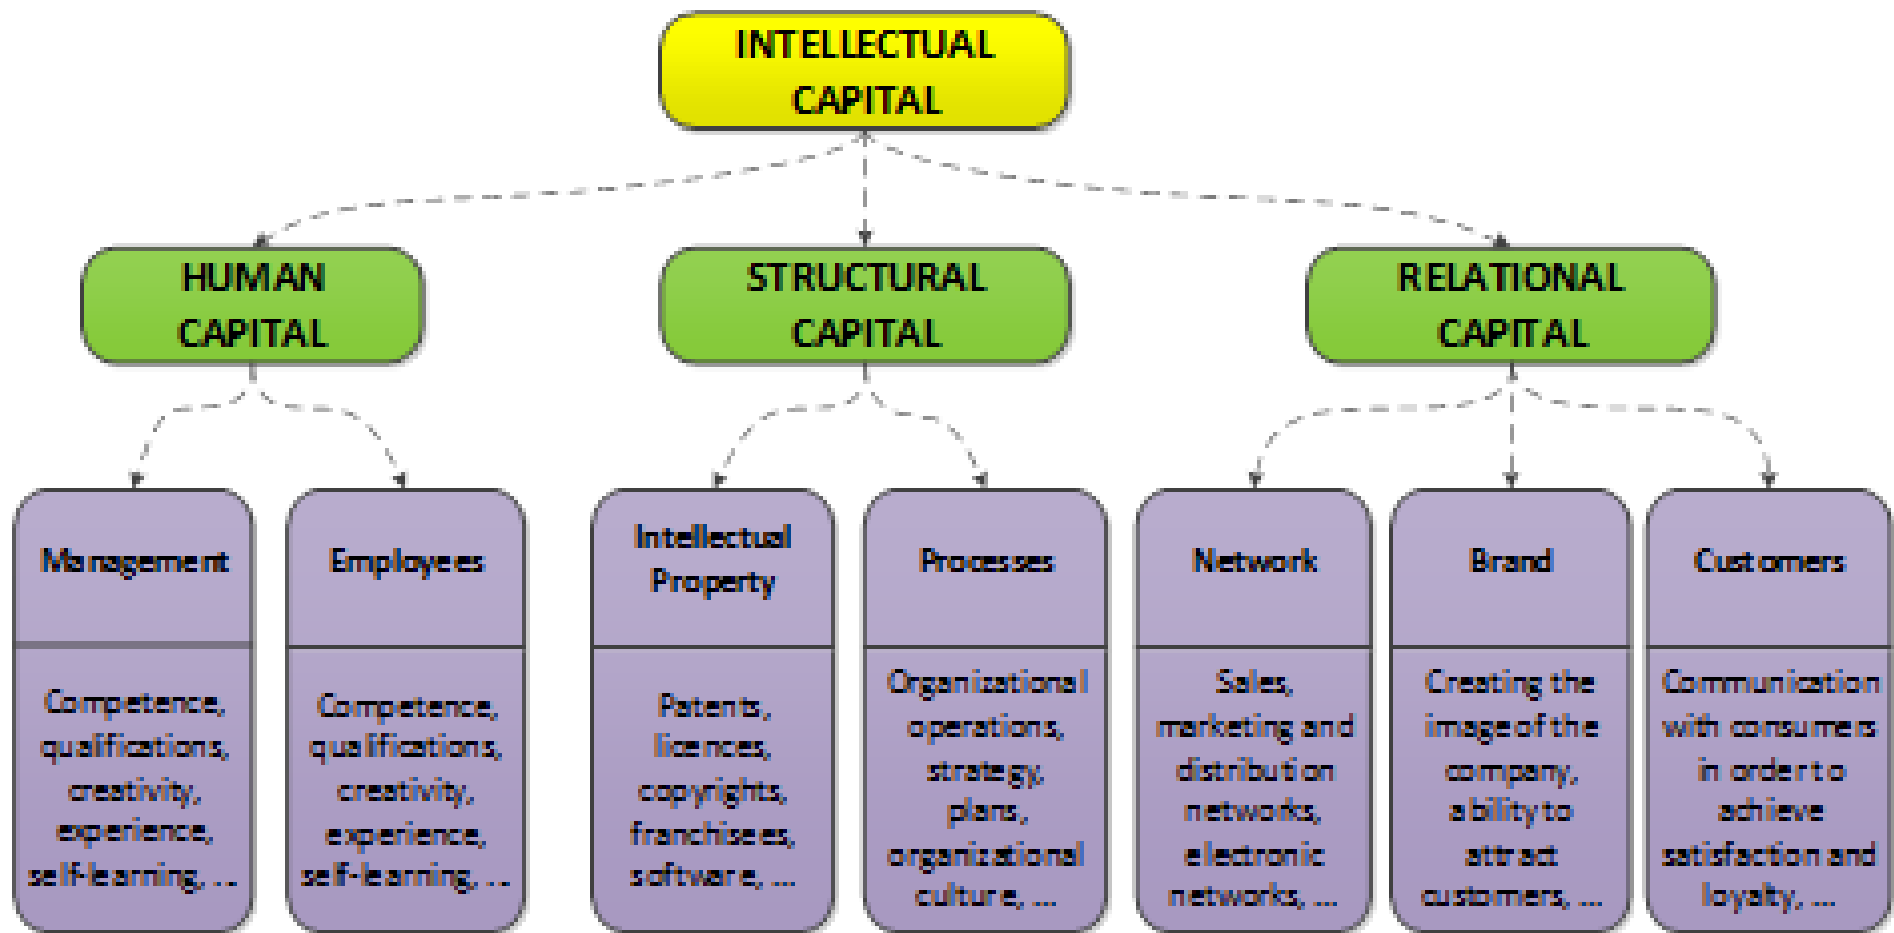 INTELLECTUAL
CAPITAL
HUMAN
CAPITAL
STRUCTURAL
CAPITAL
RELATIONAL
CAPITAL
Management
Competence,
qualifications,
creativity,
experience,
self-learning, ...
Employees
Competence,
qualifications,
creativity,
experience,
self-learning, ...
Intellectual
Property
Patents,
licences,
copyrights,
franchisees,
software, ...
Processes
Organizational
operations,
strategy,
plans,
organizational
culture, ...
Network
Sales,
marketing and
distribution
networks,
electronic
networks, ...
Brand
Creating the
image of the
company,
ability to
attract
customers, ...
Customers
Communication
with consumers
in order to
achieve
satisfaction and
loyalty, ...